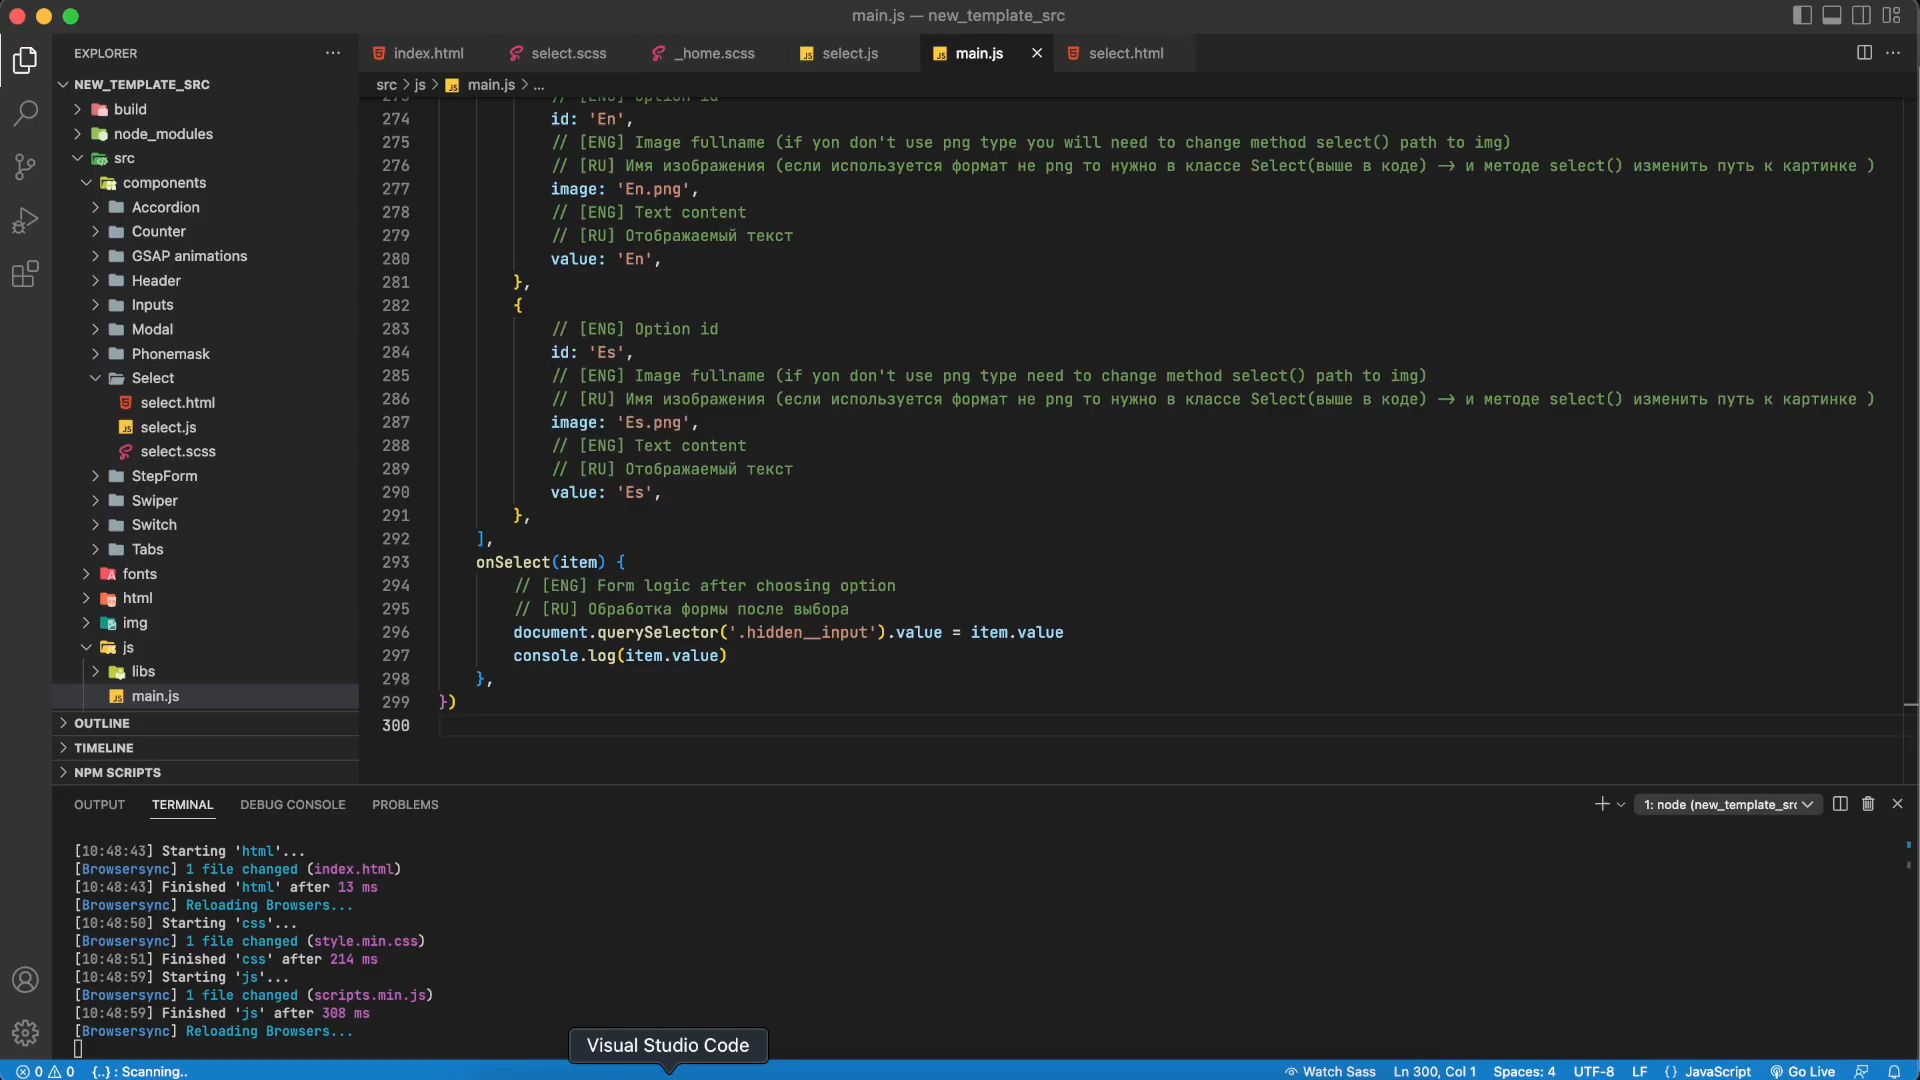 main.js — new_template_src
EXPLORER
index.html
select.scss
_home.scss
select.js
main.js
select.html
src > js > main.js > ...
NEW_TEMPLATE_SRC
build
node_modules
src
components
Accordion
Counter
GSAP animations
Header
Inputs
Modal
Phonemask
Select
select.html
select.js
select.scss
StepForm
Swiper
Switch
Tabs
fonts
html
img
js
libs
main.js
OUTLINE
TIMELINE
NPM SCRIPTS
273 // [ENG] Option id
274 id: 'En',
275 // [ENG] Image fullname (if yon don't use png type you will need to change method select() path to img)
276 // [RU] Имя изображения (если используется формат не png то нужно в классе Select(выше в коде) —> и методе select() изменить путь к картинке )
277 image: 'En.png',
278 // [ENG] Text content
279 // [RU] Отображаемый текст
280 value: 'En',
281 },
282 {
283 // [ENG] Option id
284 id: 'Es',
285 // [ENG] Image fullname (if yon don't use png type need to change method select() path to img)
286 // [RU] Имя изображения (если используется формат не png то нужно в классе Select(выше в коде) —> и методе select() изменить путь к картинке )
287 image: 'Es.png',
288 // [ENG] Text content
289 // [RU] Отображаемый текст
290 value: 'Es',
291 },
292 ],
293 onSelect(item) {
294 // [ENG] Form logic after choosing option
295 // [RU] Обработка формы после выбора
296 document.querySelector('.hidden__input').value = item.value
297 console.log(item.value)
298 },
299 })
300
OUTPUT TERMINAL DEBUG CONSOLE PROBLEMS
1: node (new_template_src
[10:48:43] Starting 'html'...
[Browsersync] 1 file changed (index.html)
[10:48:43] Finished 'html' after 13 ms
[Browsersync] Reloading Browsers...
[10:48:50] Starting 'css'...
[Browsersync] 1 file changed (style.min.css)
[10:48:51] Finished 'css' after 214 ms
[10:48:59] Starting 'js'...
[Browsersync] 1 file changed (scripts.min.js)
[10:48:59] Finished 'js' after 308 ms
[Browsersync] Reloading Browsers...
Visual Studio Code
0 0 {..} : Scanning..
Watch Sass Ln 300, Col 1 Spaces: 4 UTF-8 LF {} JavaScript Go Live